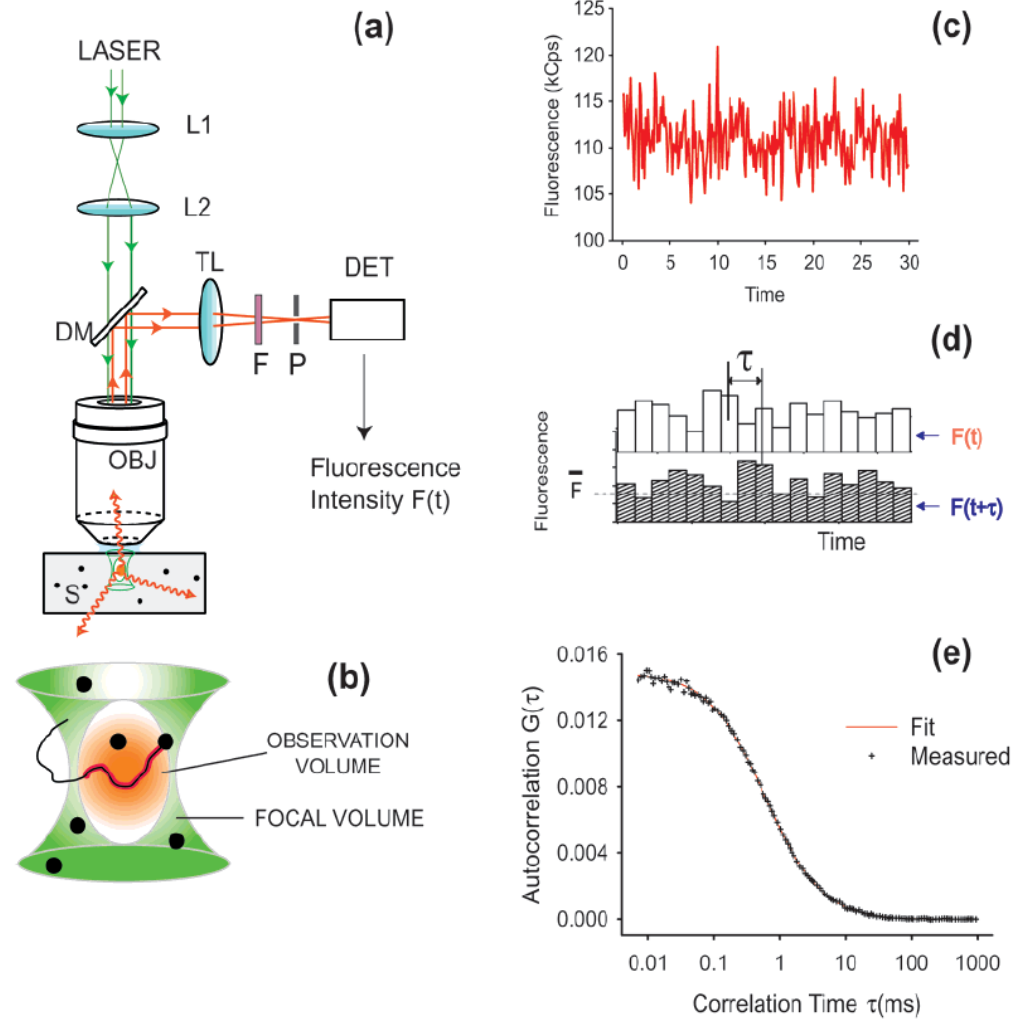 (a)
LASER
L1
L2
TL
DET
DM
F
P
OBJ
Fluorescence
Intensity F(t)
S
(b)
OBSERVATION
VOLUME
FOCAL VOLUME
(c)
Fluorescence (kCps)
125
120
115
110
105
100
0 5 10 15 20 25 30
Time
(d)
τ
Fluorescence
F̄
F(t)
F(t+τ)
Time
(e)
Autocorrelation G(τ)
0.016
0.012
0.008
0.004
0.000
Fit
Measured
0.01 0.1 1 10 100 1000
Correlation Time τ(ms)